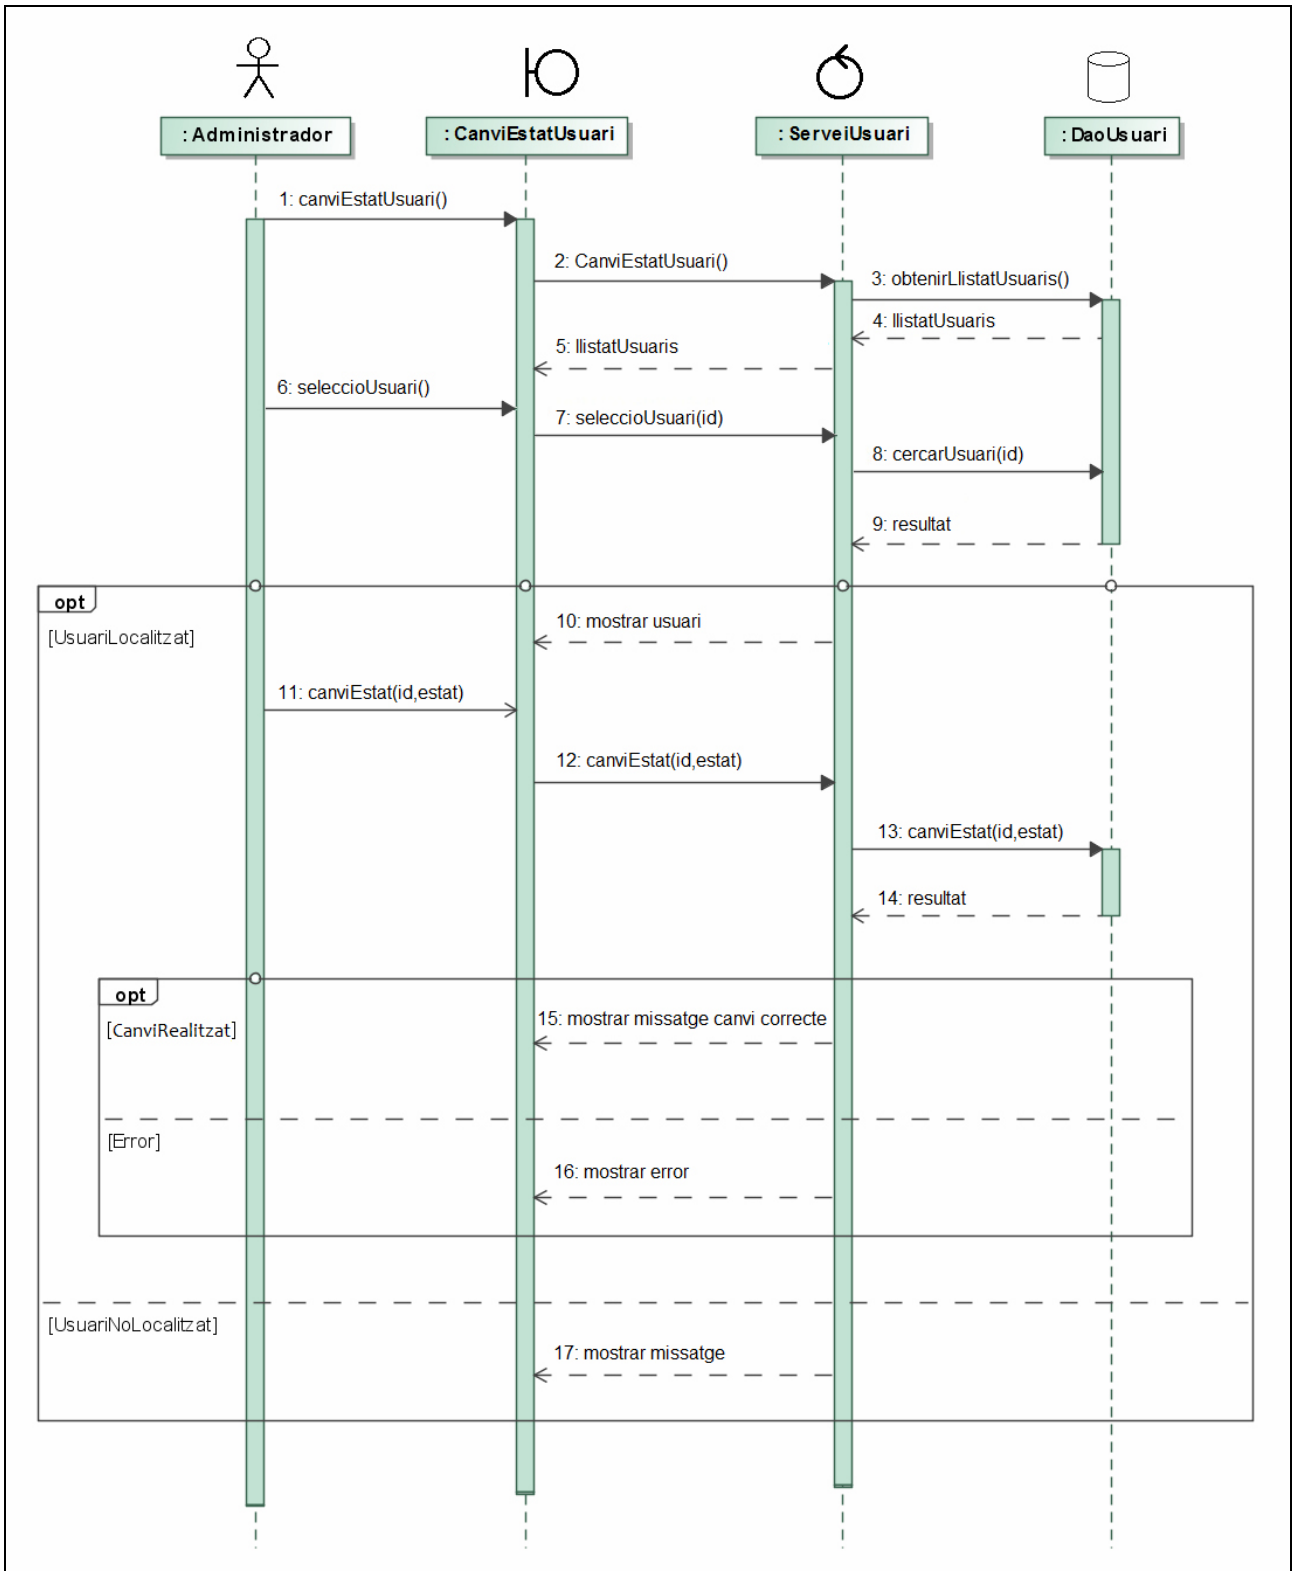 : Administrador
: CanviEstatUsuari
: ServeiUsuari
: DaoUsuari
1: canviEstatUsuari()
2: CanviEstatUsuari()
3: obtenirLlistatUsuaris()
4: llistatUsuaris
5: llistatUsuaris
6: seleccioUsuari()
7: seleccioUsuari(id)
8: cercarUsuari(id)
9: resultat
opt
[UsuariLocalitzat]
10: mostrar usuari
11: canviEstat(id,estat)
12: canviEstat(id,estat)
13: canviEstat(id,estat)
14: resultat
opt
[CanviRealitzat]
15: mostrar missatge canvi correcte
[Error]
16: mostrar error
[UsuariNoLocalitzat]
17: mostrar missatge